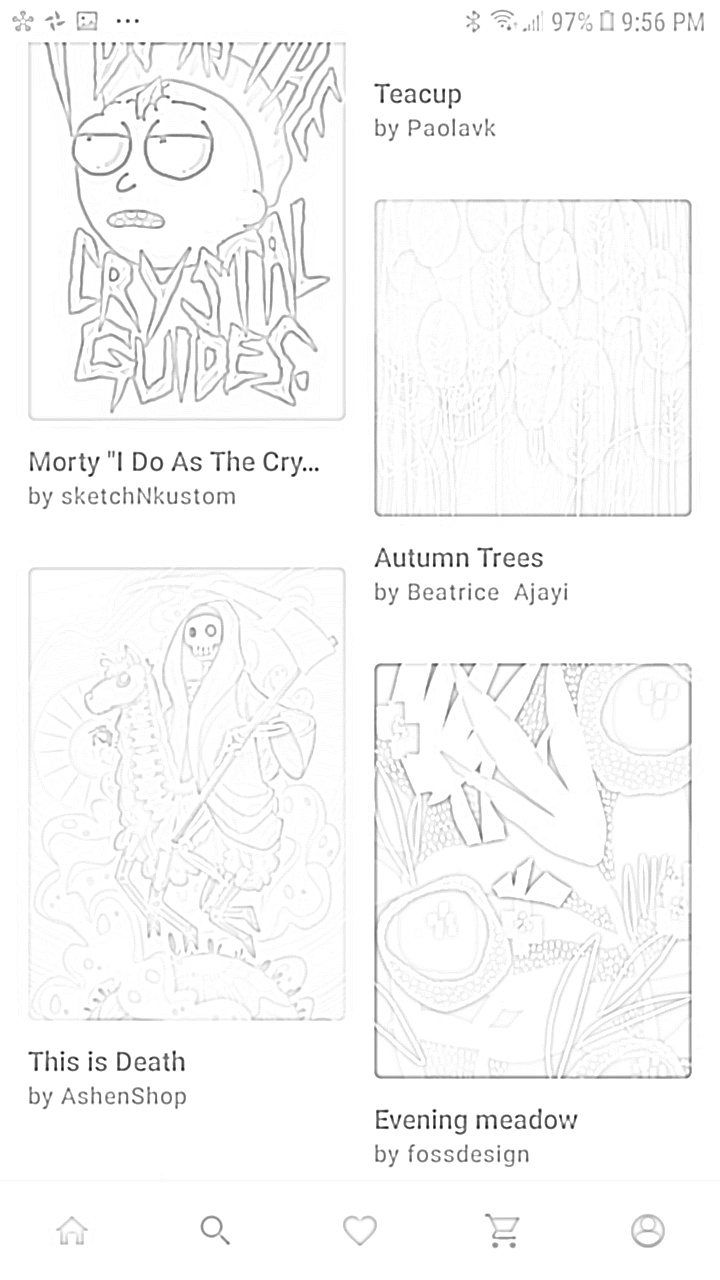 97% 9:56 PM
CRYSTAL
GUIDES.
Morty "I Do As The Cry...
by sketchNkustom
This is Death
by AshenShop
Teacup
by Paolavk
Autumn Trees
by Beatrice Ajayi
Evening meadow
by fossdesign